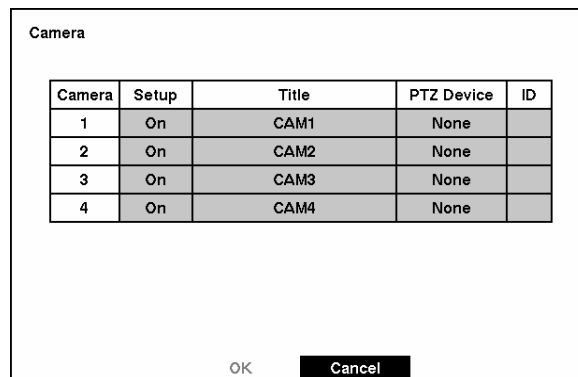 Camera
Camera Setup Title PTZ Device ID
1 On CAM1 None
2 On CAM2 None
3 On CAM3 None
4 On CAM4 None
OK Cancel